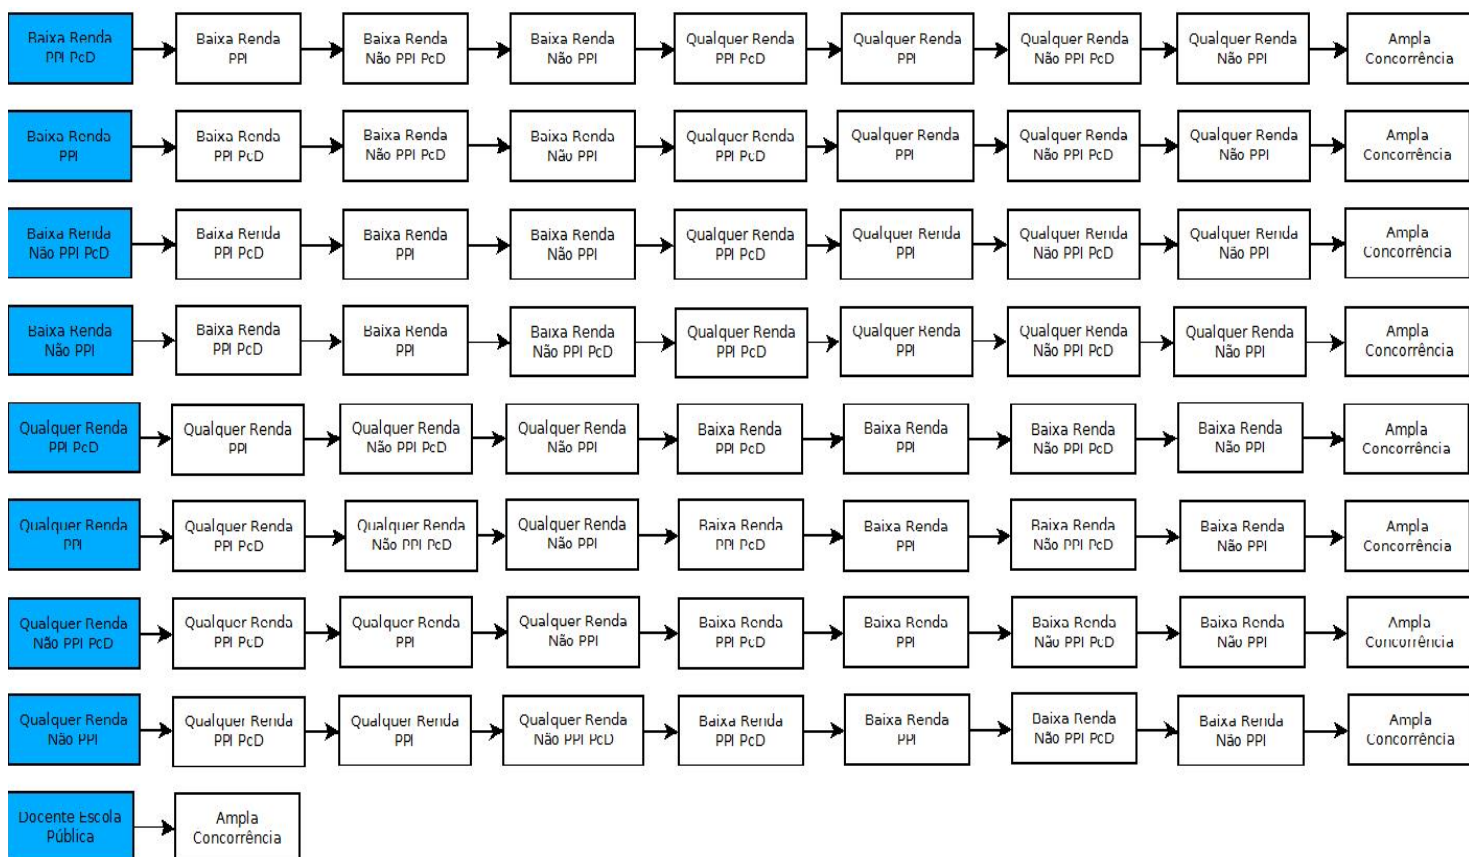 Baixa Renda
PPI PcD
Baixa Renda
PPI
Baixa Renda
Não PPI PcD
Baixa Renda
Não PPI
Qualquer Renda
PPI PcD
Qualquer Renda
PPI
Qualquer Renda
Não PPI PcD
Qualquer Renda
Não PPI
Ampla
Concorrência
Baixa Renda
PPI
Baixa Renda
PPI PcD
Baixa Renda
Não PPI PcD
Baixa Renda
Não PPI
Qualquer Renda
PPI PcD
Qualquer Renda
PPI
Qualquer Renda
Não PPI PcD
Qualquer Renda
Não PPI
Ampla
Concorrência
Baixa Renda
Não PPI PcD
Baixa Renda
PPI PcD
Baixa Renda
PPI
Baixa Renda
Não PPI
Qualquer Renda
PPI PcD
Qualquer Renda
PPI
Qualquer Renda
Não PPI PcD
Qualquer Renda
Não PPI
Ampla
Concorrência
Baixa Renda
Não PPI
Baixa Renda
PPI PcD
Baixa Renda
PPI
Baixa Renda
Não PPI PcD
Qualquer Renda
PPI PcD
Qualquer Renda
PPI
Qualquer Renda
Não PPI PcD
Qualquer Renda
Não PPI
Ampla
Concorrência
Qualquer Renda
PPI PcD
Qualquer Renda
PPI
Qualquer Renda
Não PPI PcD
Qualquer Renda
Não PPI
Baixa Renda
PPI PcD
Baixa Renda
PPI
Baixa Renda
Não PPI PcD
Baixa Renda
Não PPI
Ampla
Concorrência
Qualquer Renda
PPI
Qualquer Renda
PPI PcD
Qualquer Renda
Não PPI PcD
Qualquer Renda
Não PPI
Baixa Renda
PPI PcD
Baixa Renda
PPI
Baixa Renda
Não PPI PcD
Baixa Renda
Não PPI
Ampla
Concorrência
Qualquer Renda
Não PPI PcD
Qualquer Renda
PPI PcD
Qualquer Renda
PPI
Qualquer Renda
Não PPI
Baixa Renda
PPI PcD
Baixa Renda
PPI
Baixa Renda
Não PPI PcD
Baixa Renda
Não PPI
Ampla
Concorrência
Qualquer Renda
Não PPI
Qualquer Renda
PPI PcD
Qualquer Renda
PPI
Qualquer Renda
Não PPI PcD
Baixa Renda
PPI PcD
Baixa Renda
PPI
Baixa Renda
Não PPI PcD
Baixa Renda
Não PPI
Ampla
Concorrência
Docente Escola
Pública
Ampla
Concorrência